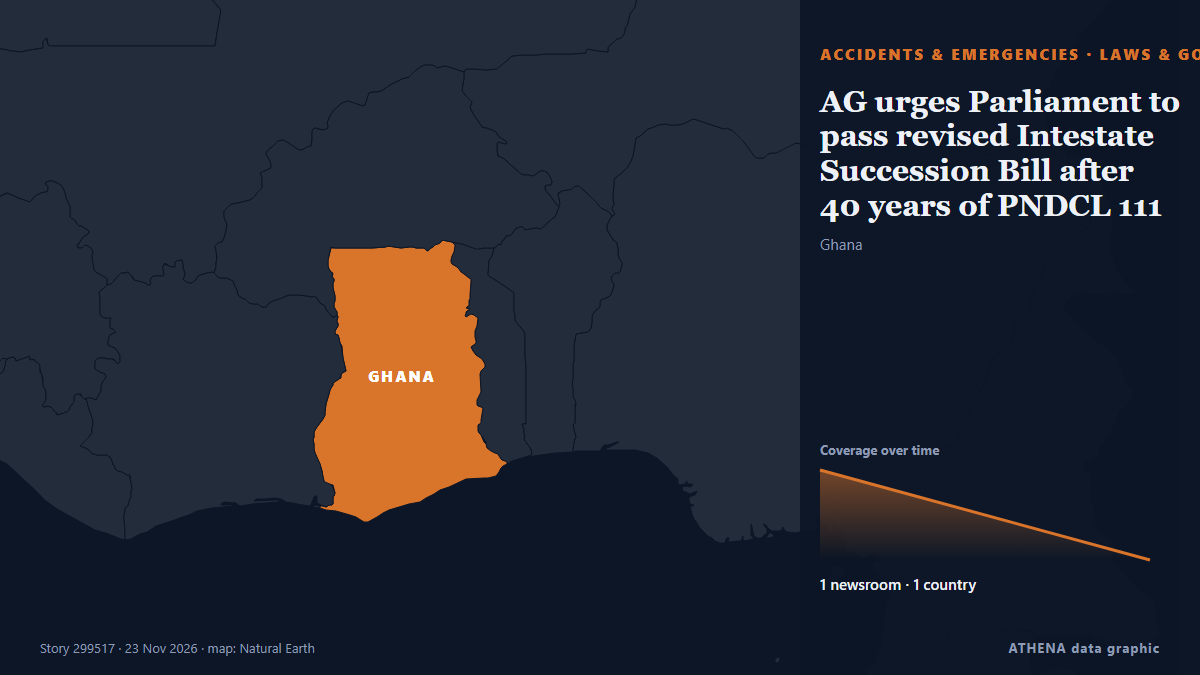 ACCIDENTS & EMERGENCIES · LAWS & GO
AG urges Parliament to
pass revised Intestate
Succession Bill after
40 years of PNDCL 111
Ghana
GHANA
Coverage over time
1 newsroom · 1 country
Story 299517 · 23 Nov 2026 · map: Natural Earth
ATHENA data graphic